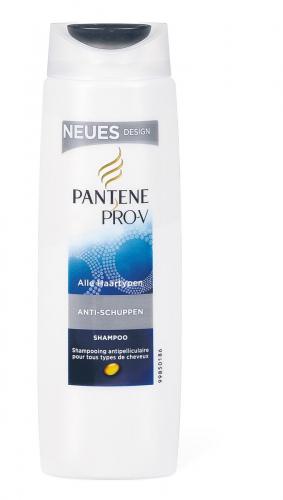 NEUES DESIGN
PANTENE
PRO-V
Alle Haartypen
ANTI-SCHUPPEN
SHAMPOO
Shampooing antipelliculaire
pour tous types de cheveux
99850186